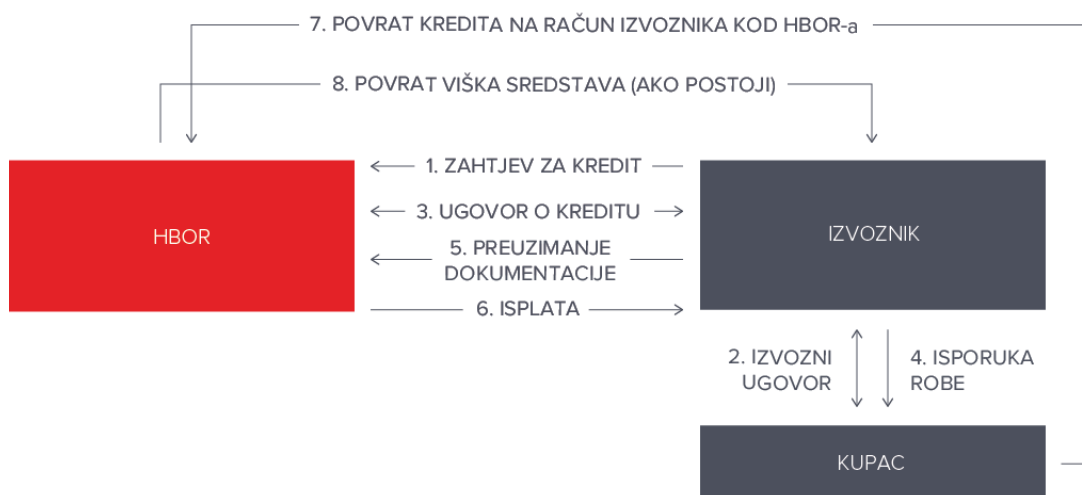 7. POVRAT KREDITA NA RAČUN IZVOZNIKA KOD HBOR-a
8. POVRAT VIŠKA SREDSTAVA (AKO POSTOJI)
HBOR
1. ZAHTJEV ZA KREDIT
3. UGOVOR O KREDITU
5. PREUZIMANJE
DOKUMENTACIJE
6. ISPLATA
IZVOZNIK
2. IZVOZNI
UGOVOR
4. ISPORUKA
ROBE
KUPAC